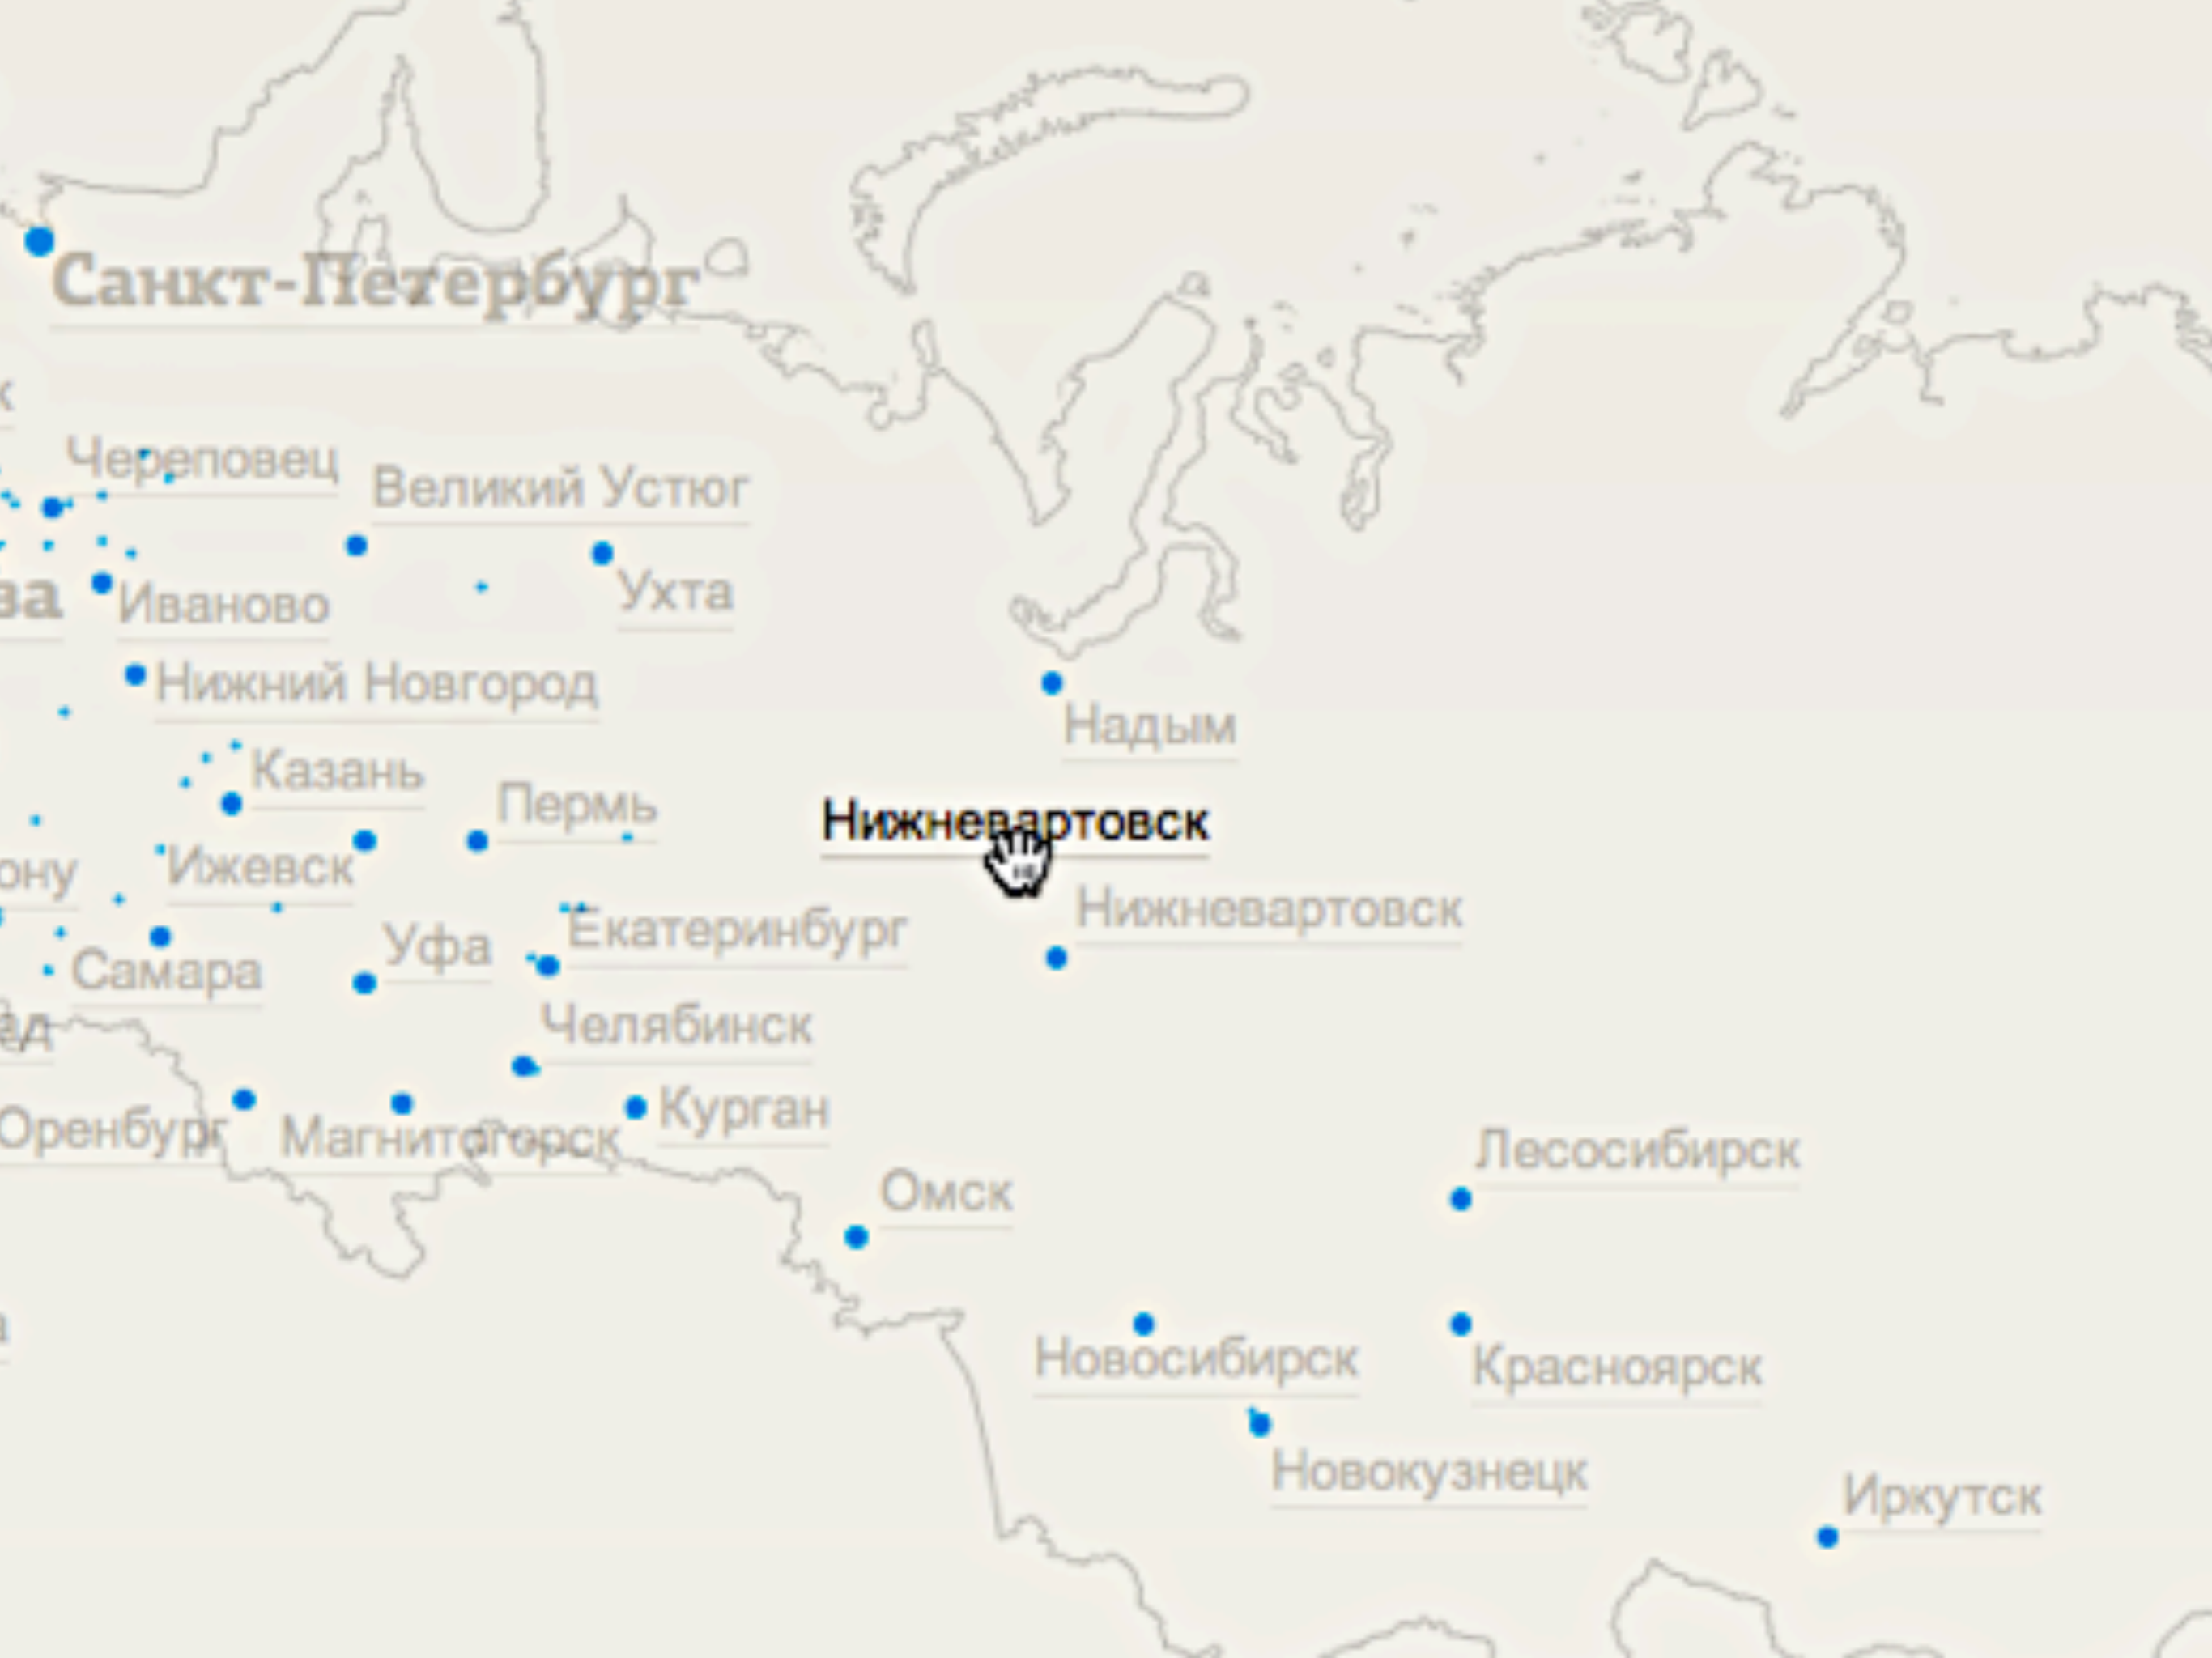 Санкт-Петербург
Череповец
Великий Устюг
Ухта
Иваново
Нижний Новгород
Надым
Казань
Пермь
Нижневартовск
Ижевск
Нижневартовск
Екатеринбург
Уфа
Самара
Челябинск
Оренбург
Магнитогорск
Курган
Лесосибирск
Омск
Новосибирск
Красноярск
Новокузнецк
Иркутск